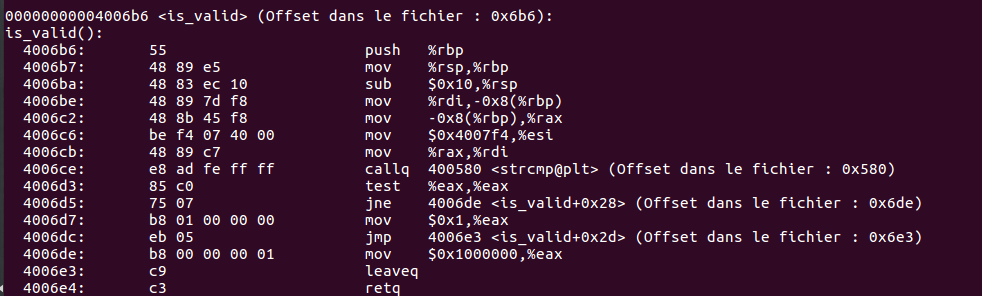 00000000004006b6 <is_valid> (Offset dans le fichier : 0x6b6):
is_valid():
4006b6: 55 push %rbp
4006b7: 48 89 e5 mov %rsp,%rbp
4006ba: 48 83 ec 10 sub $0x10,%rsp
4006be: 48 89 7d f8 mov %rdi,-0x8(%rbp)
4006c2: 48 8b 45 f8 mov -0x8(%rbp),%rax
4006c6: be f4 07 40 00 mov $0x4007f4,%esi
4006cb: 48 89 c7 mov %rax,%rdi
4006ce: e8 ad fe ff ff callq 400580 <strcmp@plt> (Offset dans le fichier : 0x580)
4006d3: 85 c0 test %eax,%eax
4006d5: 75 07 jne 4006de <is_valid+0x28> (Offset dans le fichier : 0x6de)
4006d7: b8 01 00 00 00 mov $0x1,%eax
4006dc: eb 05 jmp 4006e3 <is_valid+0x2d> (Offset dans le fichier : 0x6e3)
4006de: b8 00 00 00 01 mov $0x1000000,%eax
4006e3: c9 leaveq
4006e4: c3 retq